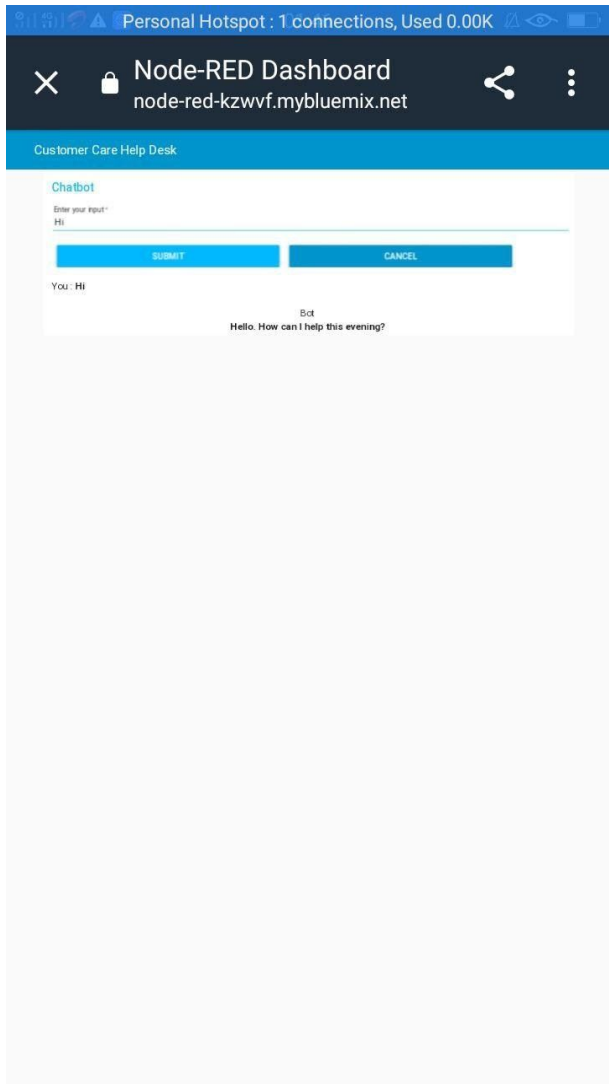 Personal Hotspot : 1 connections, Used 0.00K
Node-RED Dashboard
node-red-kzwvf.mybluemix.net
Customer Care Help Desk
Chatbot
Enter your input *
Hi
SUBMIT CANCEL
You : Hi
Bot
Hello. How can I help this evening?